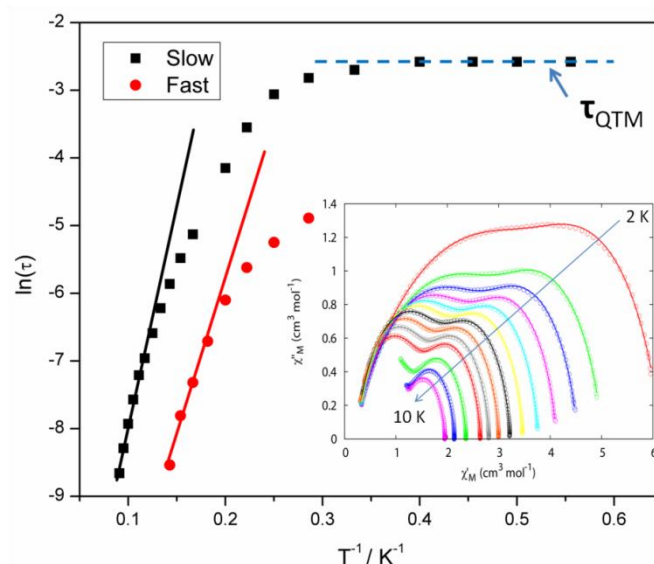 -2
-3
-4
-5
-6
-7
-8
-9
ln(τ)
Slow
Fast
τQTM
1.4
1.2
1
0.8
0.6
0.4
0.2
0
χ''M (cm3 mol-1)
2 K
10 K
0 1 2 3 4 5 6
χ'M (cm3 mol-1)
0.1 0.2 0.3 0.4 0.5 0.6
T-1/ K-1